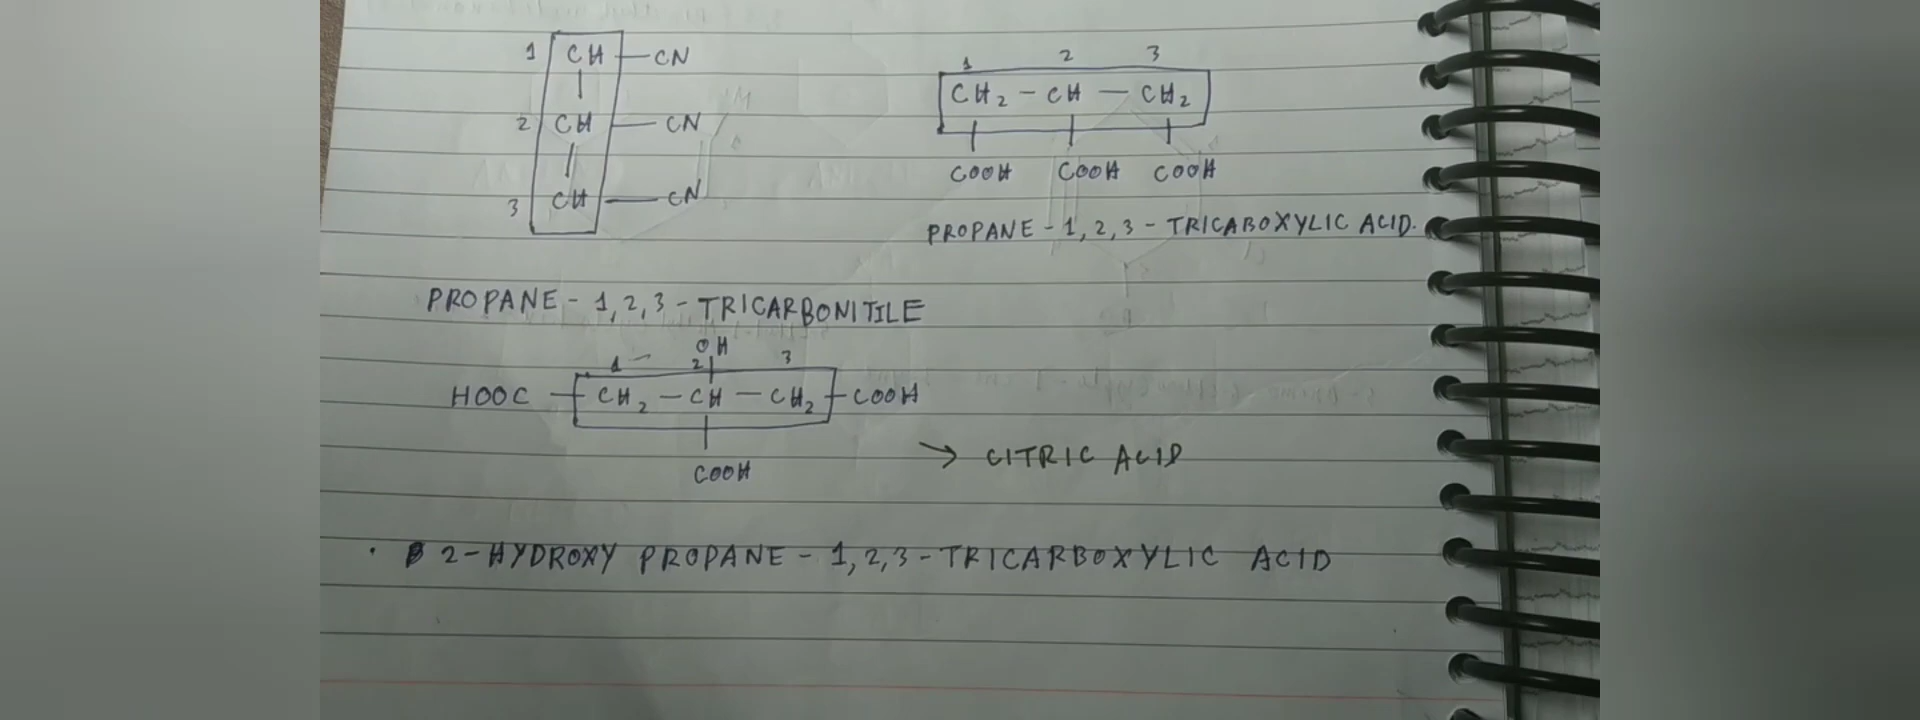 1 CH — CN
2 CH — CN
3 CH — CN
PROPANE - 1,2,3 - TRICARBONITILE
1 2 3
CH2 - CH - CH2
COOH COOH COOH
PROPANE - 1,2,3 - TRICABOXYLIC ACID.
OH
1 2 3
HOOC - CH2 - CH - CH2 - COOH
COOH
→ CITRIC ACID
2-HYDROXY PROPANE - 1,2,3 - TRICARBOXYLIC ACID